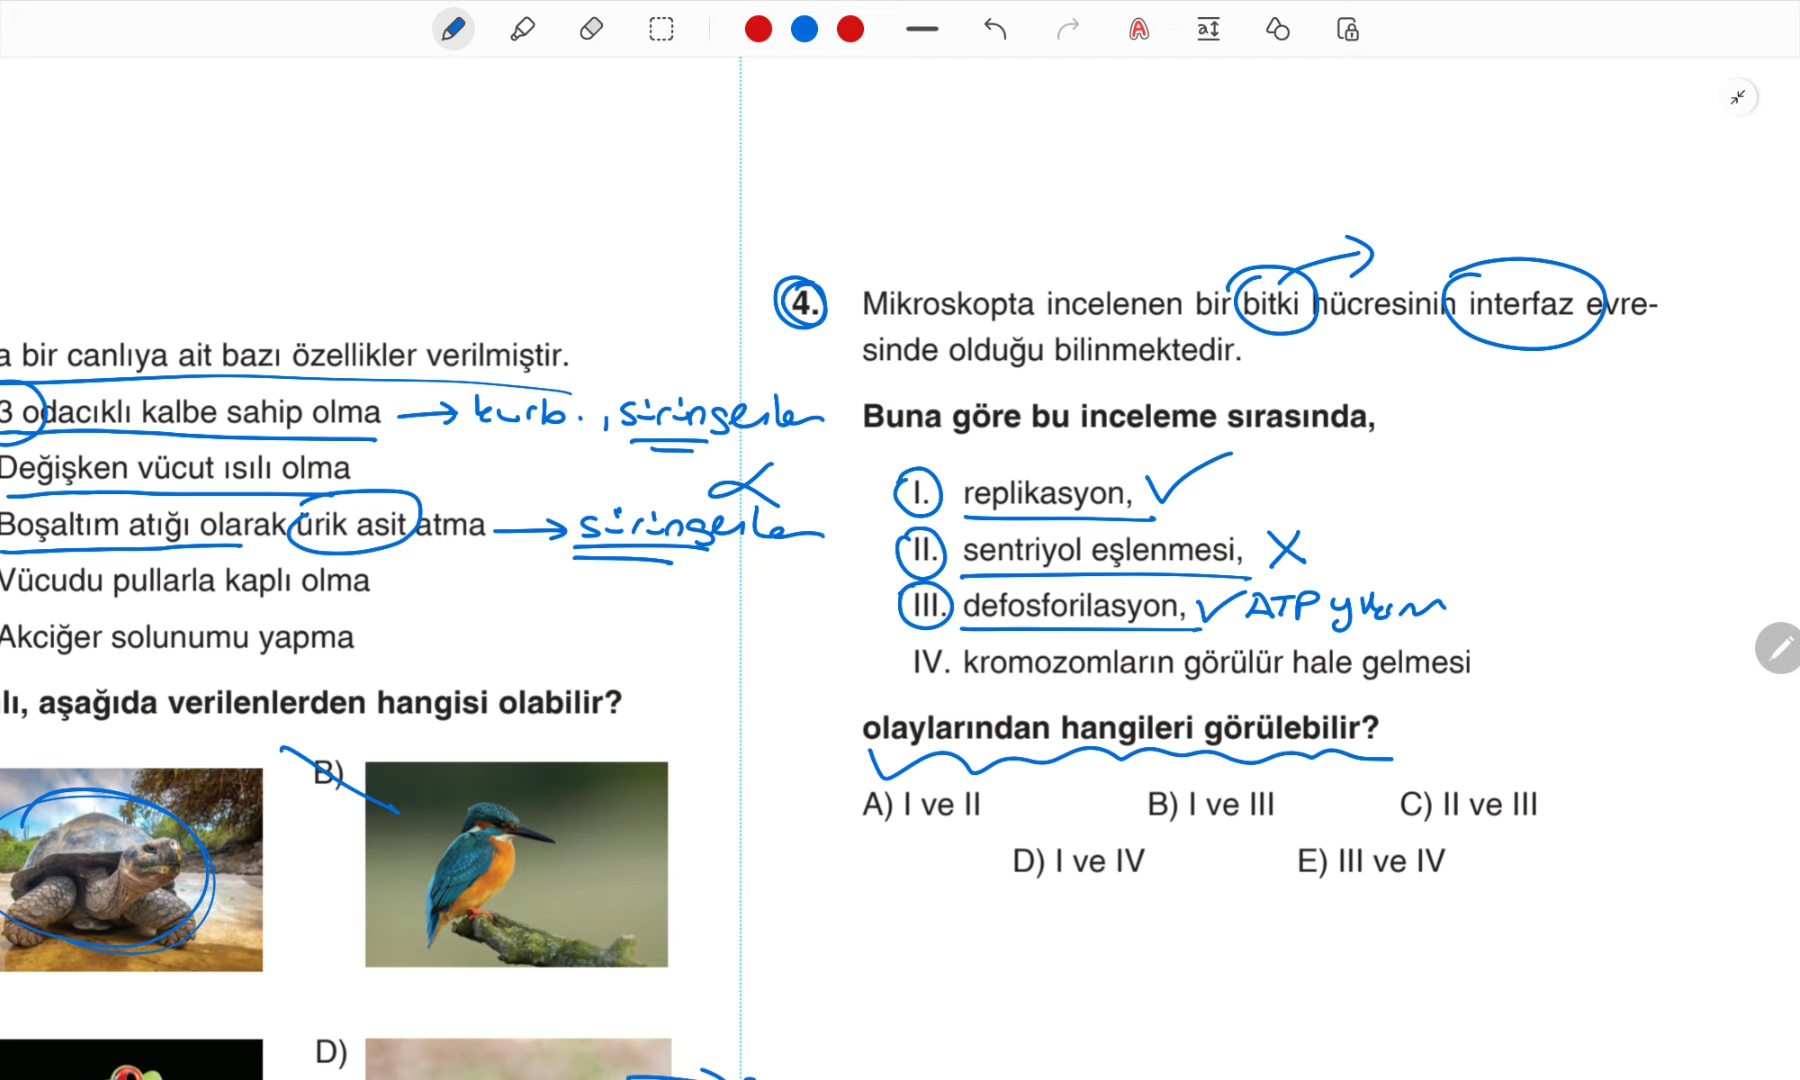 a bir canlıya ait bazı özellikler verilmiştir.
3 odacıklı kalbe sahip olma → kurb. , sürüngenler
Değişken vücut ısılı olma
Boşaltım atığı olarak ürik asit atma → sürüngenler
Vücudu pullarla kaplı olma
Akciğer solunumu yapma
lı, aşağıda verilenlerden hangisi olabilir?
B)
D)
4. Mikroskopta incelenen bir bitki hücresinin interfaz evre-
sinde olduğu bilinmektedir.
Buna göre bu inceleme sırasında,
I. replikasyon,
II. sentriyol eşlenmesi,
III. defosforilasyon, ATP yıkım
IV. kromozomların görülür hale gelmesi
olaylarından hangileri görülebilir?
A) I ve II B) I ve III C) II ve III
D) I ve IV E) III ve IV